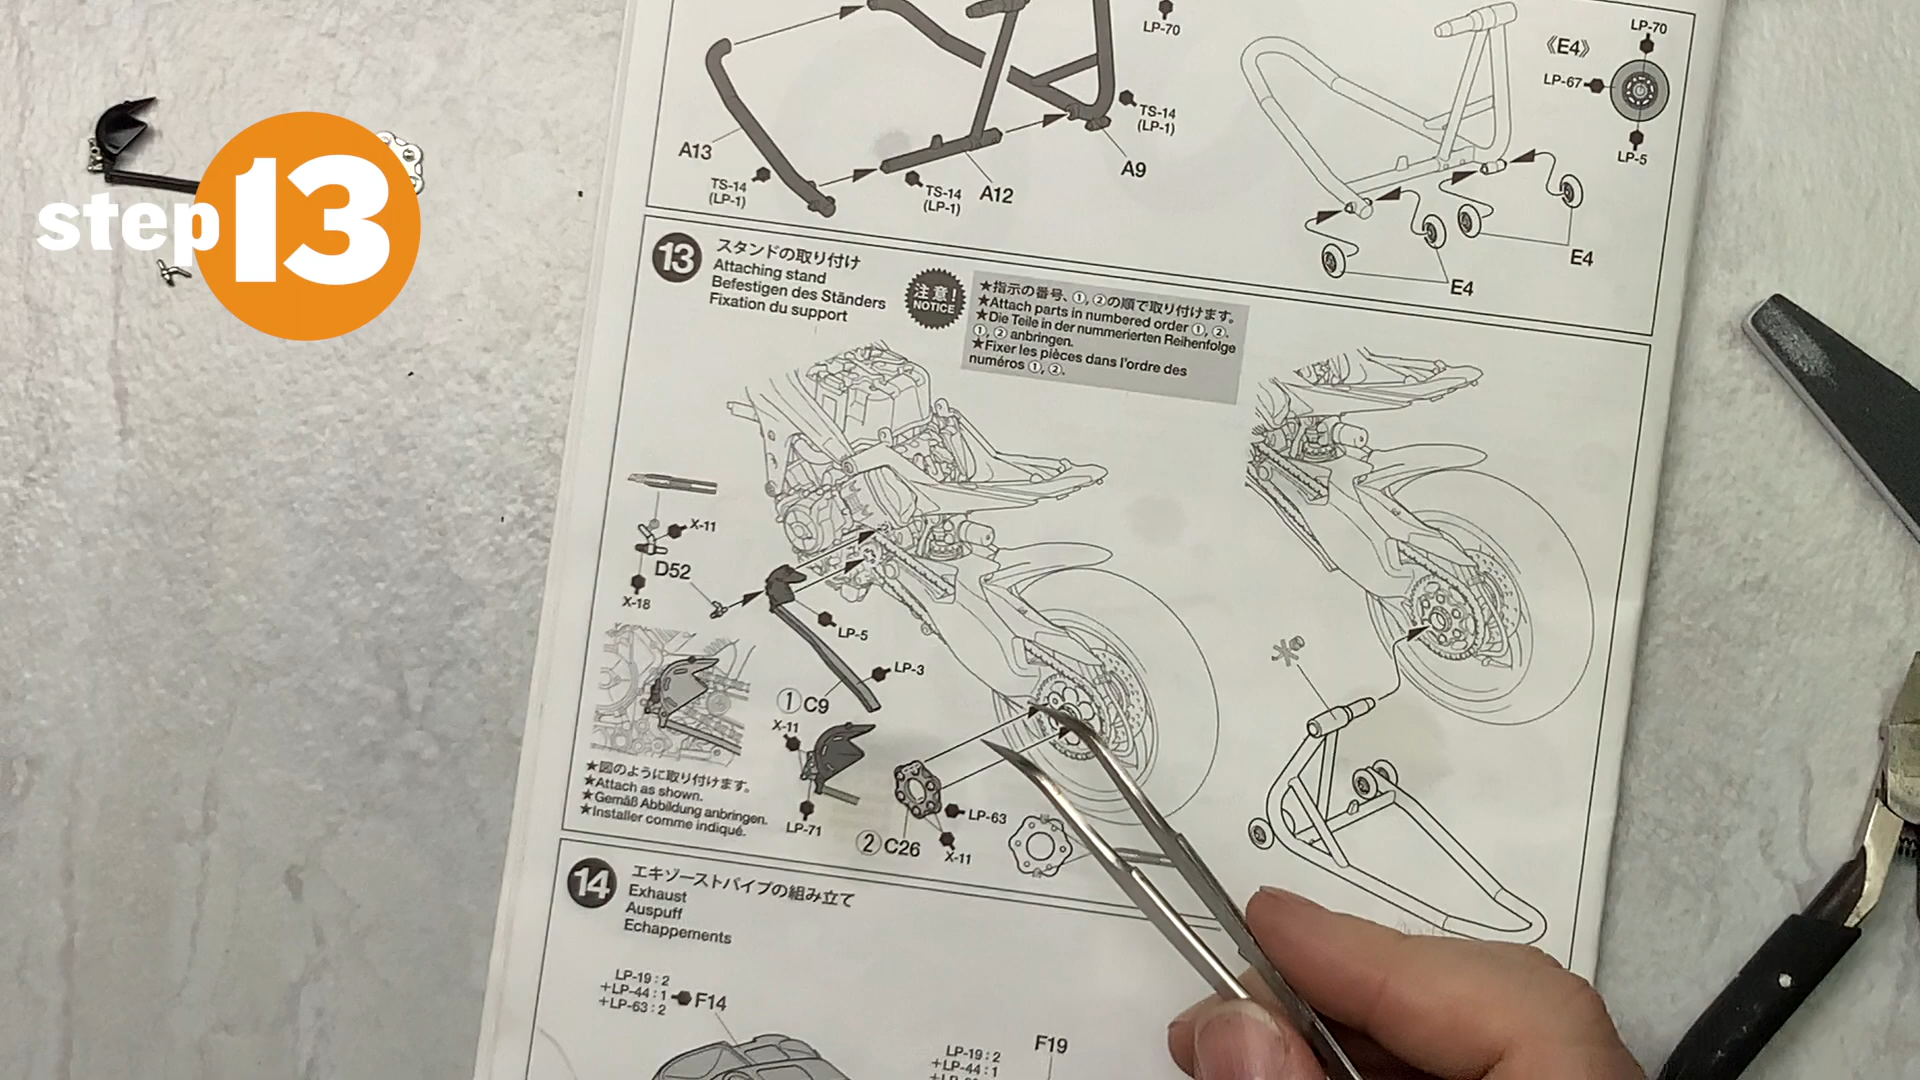 step 13
LP-70
LP-70
《E4》
LP-67
LP-5
TS-14
(LP-1)
A13
A9
TS-14
(LP-1)
TS-14
(LP-1)
A12
E4
E4
13
スタンドの取り付け
Attaching stand
Befestigen des Ständers
Fixation du support
注意!
NOTICE
★指示の番号、①, ②の順で取り付けます。
★Attach parts in numbered order ①, ②.
★Die Teile in der nummerierten Reihenfolge
①, ② anbringen.
★Fixer les pièces dans l'ordre des
numéros ①, ②.
X-11
D52
X-18
LP-5
LP-3
①C9
X-11
LP-71
②C26
LP-63
X-11
★図のように取り付けます。
★Attach as shown.
★Gemäß Abbildung anbringen.
★Installer comme indiqué.
14
エキゾーストパイプの組み立て
Exhaust
Auspuff
Echappements
LP-19 : 2
+LP-44 : 1
+LP-63 : 2
F14
LP-19 : 2
+LP-44 : 1
F19